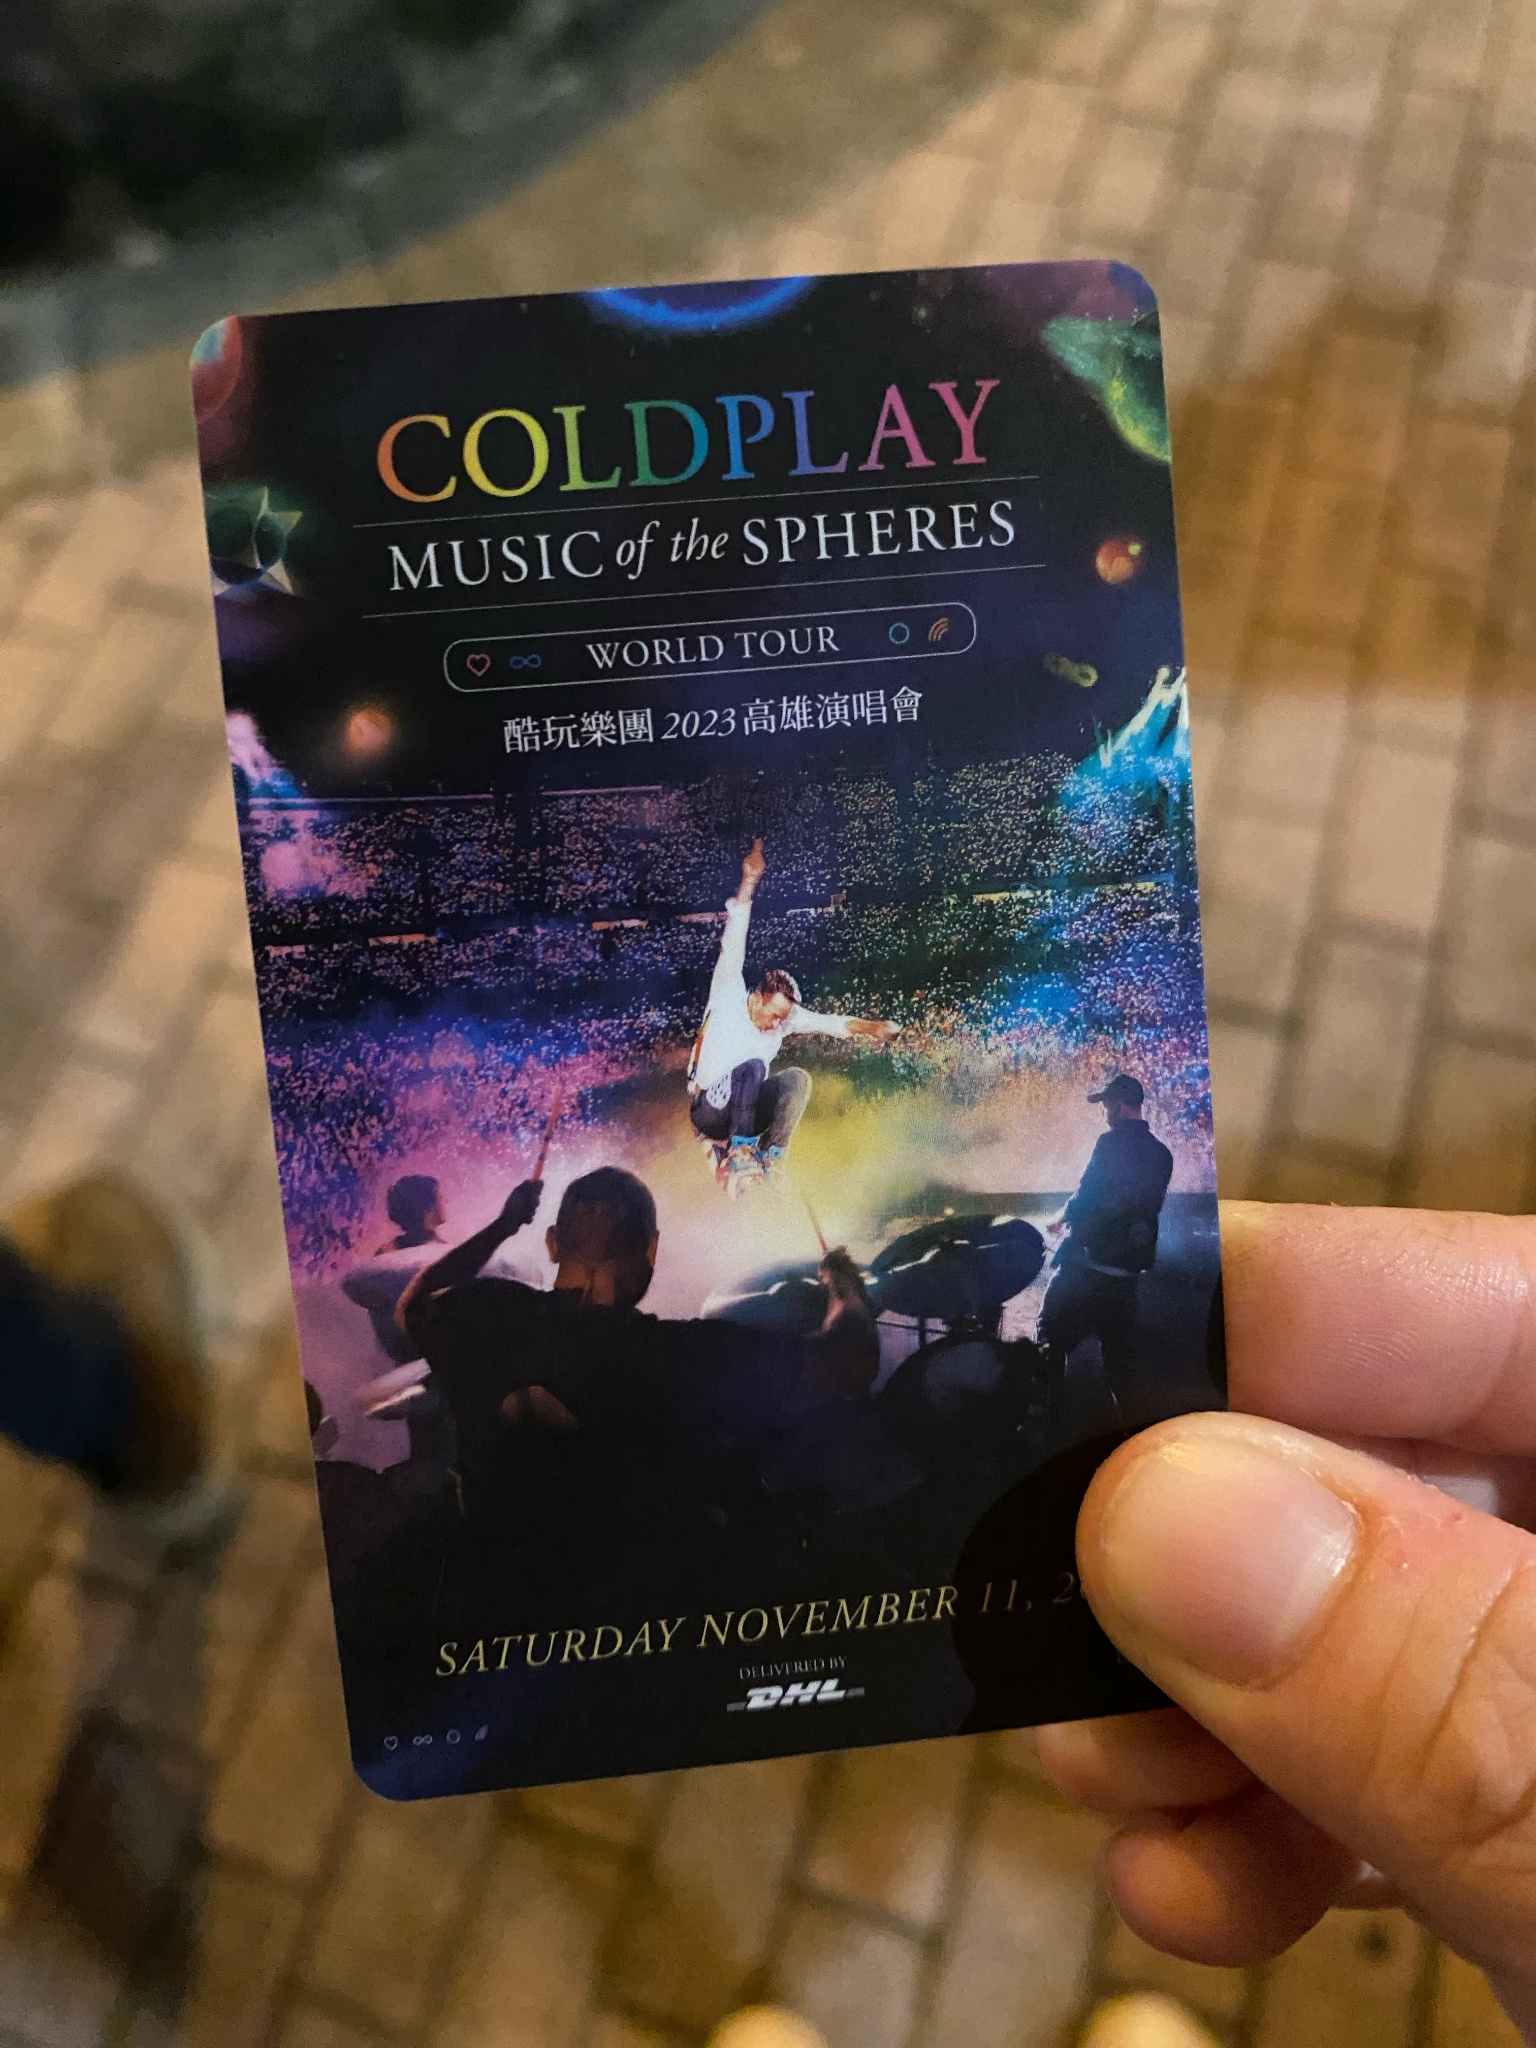 COLDPLAY
MUSIC of the SPHERES
WORLD TOUR
酷玩樂團 2023 高雄演唱會
SATURDAY NOVEMBER 11,
DELIVERED BY
DHL